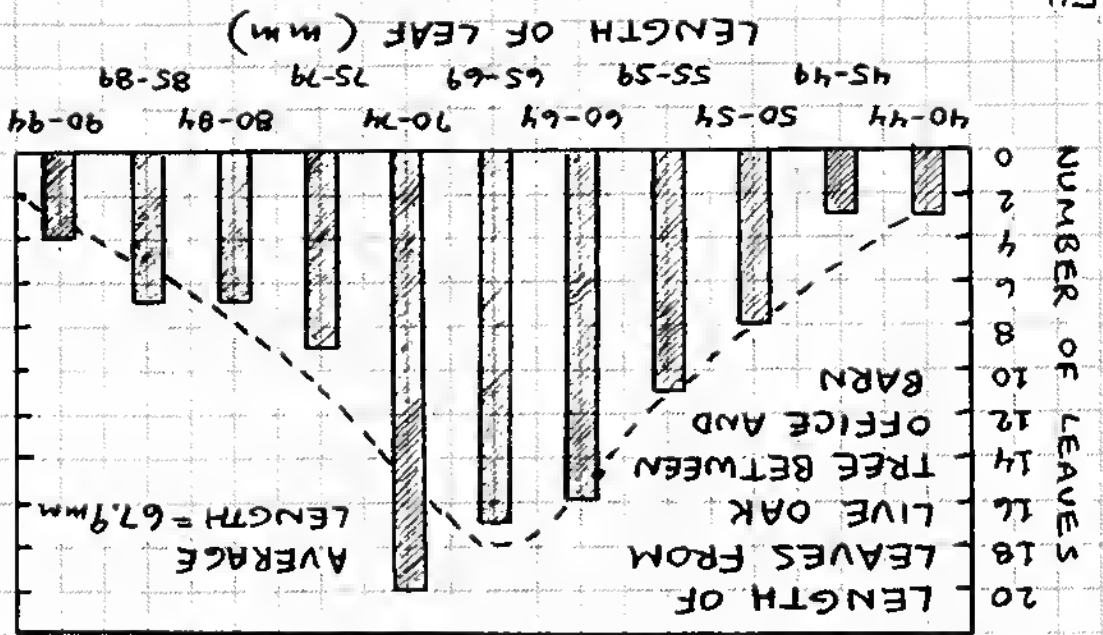 LENGTH OF
LEAVES FROM
LIVE OAK
TREE BETWEEN
OFFICE AND
BARN
AVERAGE
LENGTH = 67.9mm
NUMBER OF LEAVES
20
18
16
14
12
10
8
6
4
2
0
40-44 50-54 60-64 70-74 80-84 90-94
45-49 55-59 65-69 75-79 85-89
LENGTH OF LEAF (mm)